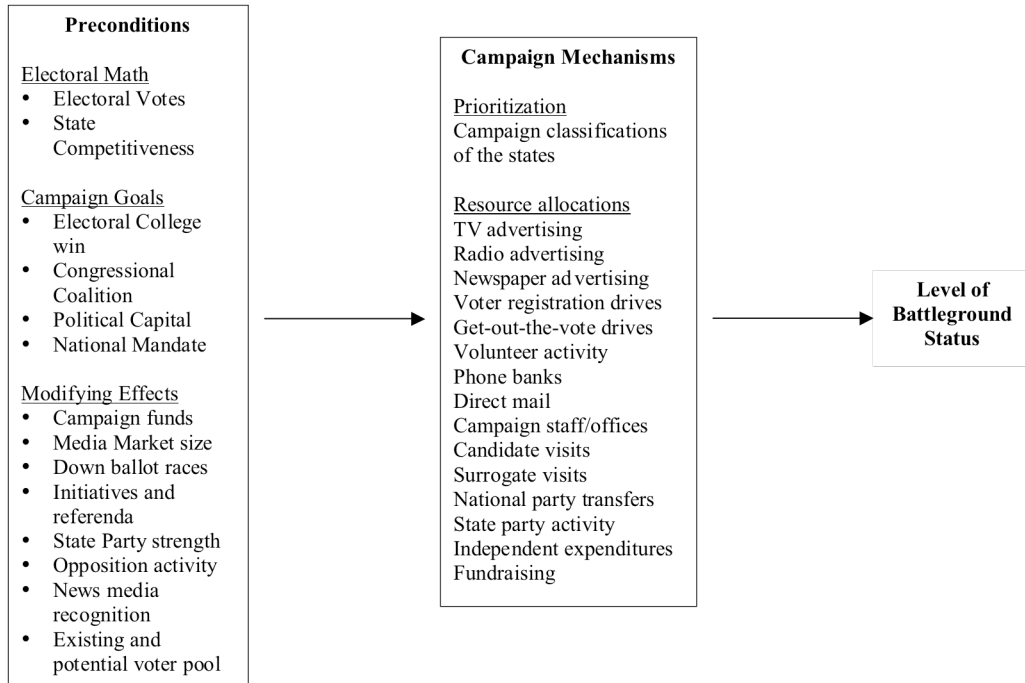 Preconditions
Electoral Math
• Electoral Votes
• State
Competitiveness
Campaign Goals
• Electoral College
win
• Congressional
Coalition
• Political Capital
• National Mandate
Modifying Effects
• Campaign funds
• Media Market size
• Down ballot races
• Initiatives and
referenda
• State Party strength
• Opposition activity
• News media
recognition
• Existing and
potential voter pool
Campaign Mechanisms
Prioritization
Campaign classifications
of the states
Resource allocations
TV advertising
Radio advertising
Newspaper advertising
Voter registration drives
Get-out-the-vote drives
Volunteer activity
Phone banks
Direct mail
Campaign staff/offices
Candidate visits
Surrogate visits
National party transfers
State party activity
Independent expenditures
Fundraising
Level of
Battleground
Status